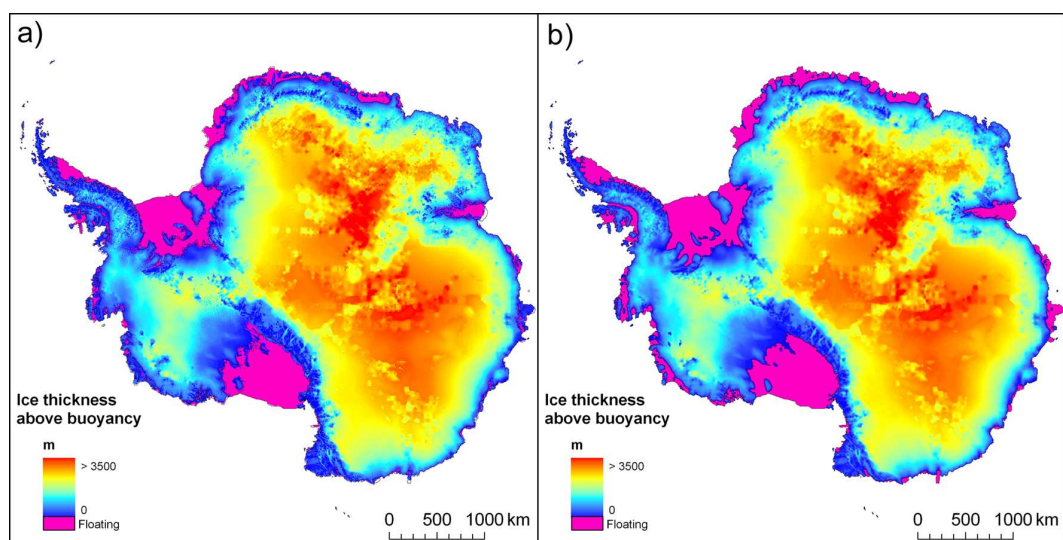 a)
Ice thickness
above buoyancy
m
> 3500
0
Floating
0 500 1000 km
b)
Ice thickness
above buoyancy
m
> 3500
0
Floating
0 500 1000 km